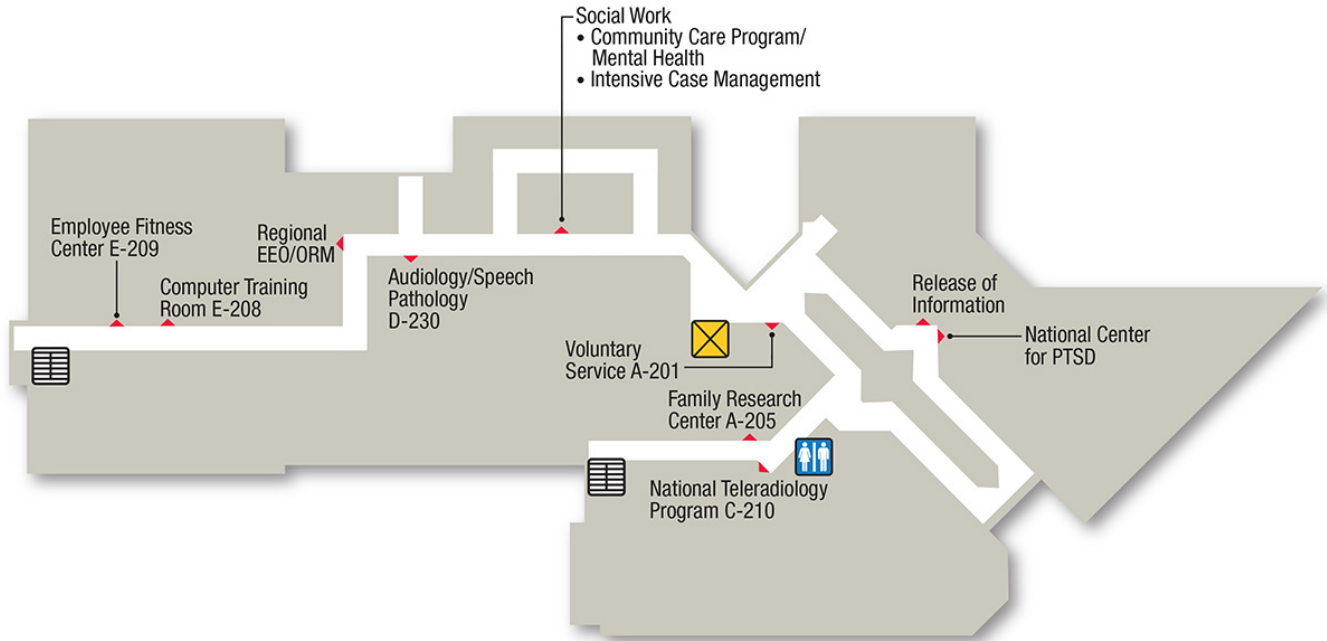 Social Work
• Community Care Program/
Mental Health
• Intensive Case Management
Employee Fitness
Center E-209
Regional
EEO/ORM
Computer Training
Room E-208
Audiology/Speech
Pathology
D-230
Release of
Information
National Center
for PTSD
Voluntary
Service A-201
Family Research
Center A-205
National Teleradiology
Program C-210